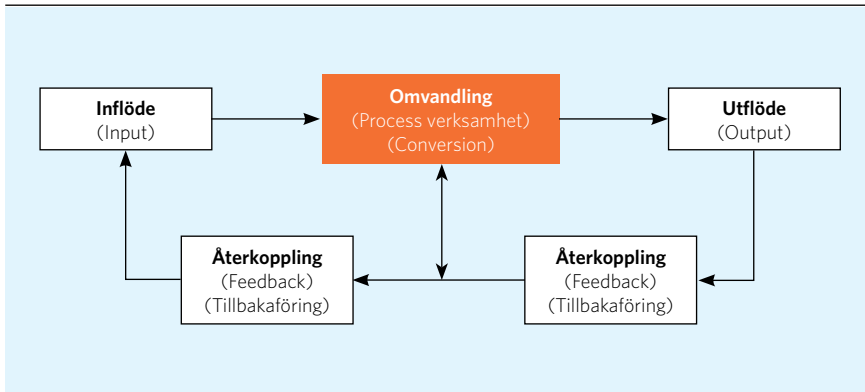 Inflöde
(Input)
Omvandling
(Process verksamhet)
(Conversion)
Utflöde
(Output)
Återkoppling
(Feedback)
(Tillbakaföring)
Återkoppling
(Feedback)
(Tillbakaföring)